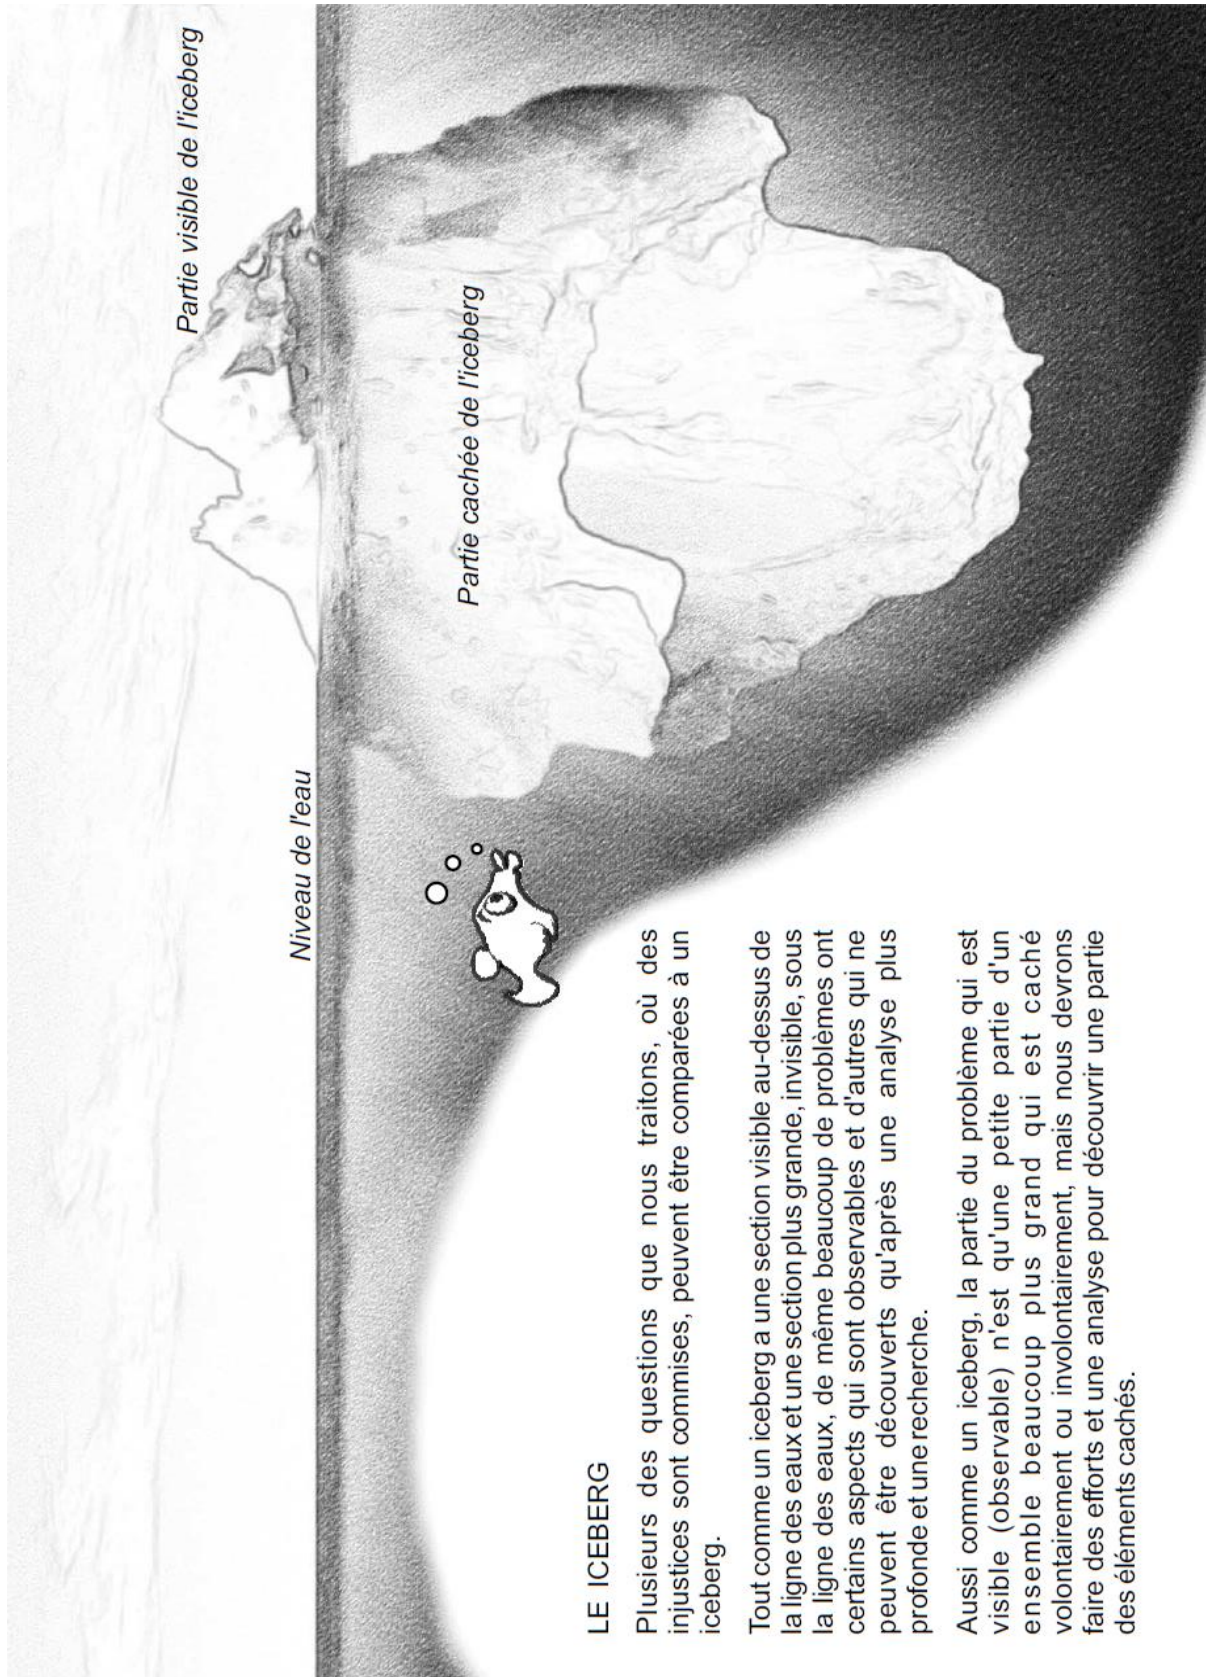 Partie visible de l'iceberg
Niveau de l'eau
Partie cachée de l'iceberg
LE ICEBERG
Plusieurs des questions que nous traitons, où des
injustices sont commises, peuvent être comparées à un
iceberg.
Tout comme un iceberg a une section visible au-dessus de
la ligne des eaux et une section plus grande, invisible, sous
la ligne des eaux, de même beaucoup de problèmes ont
certains aspects qui sont observables et d'autres qui ne
peuvent être découverts qu'après une analyse plus
profonde et une recherche.
Aussi comme un iceberg, la partie du problème qui est
visible (observable) n'est qu'une petite partie d'un
ensemble beaucoup plus grand qui est caché
volontairement ou involontairement, mais nous devrons
faire des efforts et une analyse pour découvrir une partie
des éléments cachés.